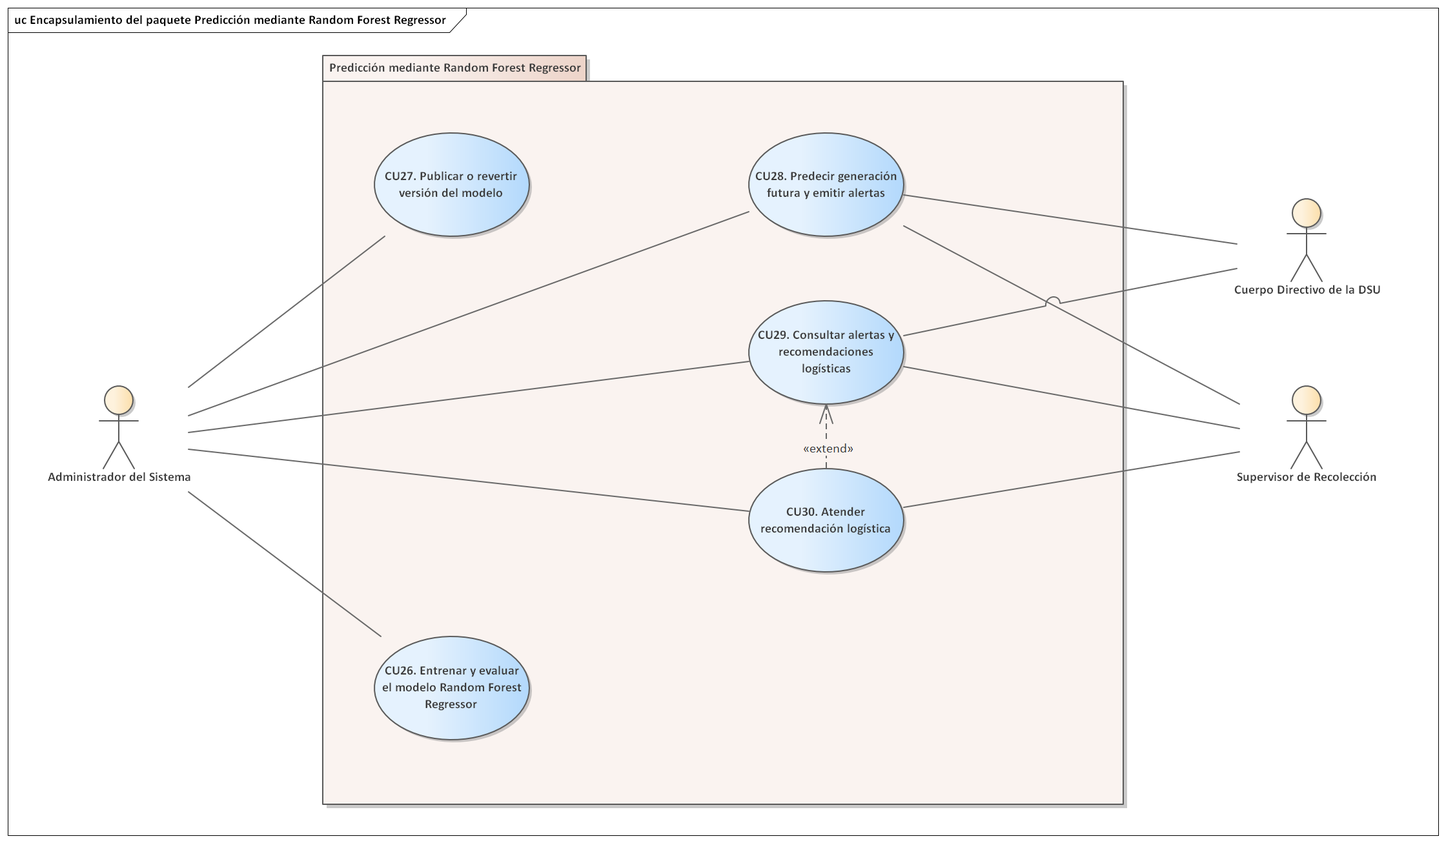 uc Encapsulamiento del paquete Predicción mediante Random Forest Regressor
Predicción mediante Random Forest Regressor
CU27. Publicar o revertir
versión del modelo
CU28. Predecir generación
futura y emitir alertas
Cuerpo Directivo de la DSU
CU29. Consultar alertas y
recomendaciones
logísticas
«extend»
Administrador del Sistema
Supervisor de Recolección
CU30. Atender
recomendación logística
CU26. Entrenar y evaluar
el modelo Random Forest
Regressor